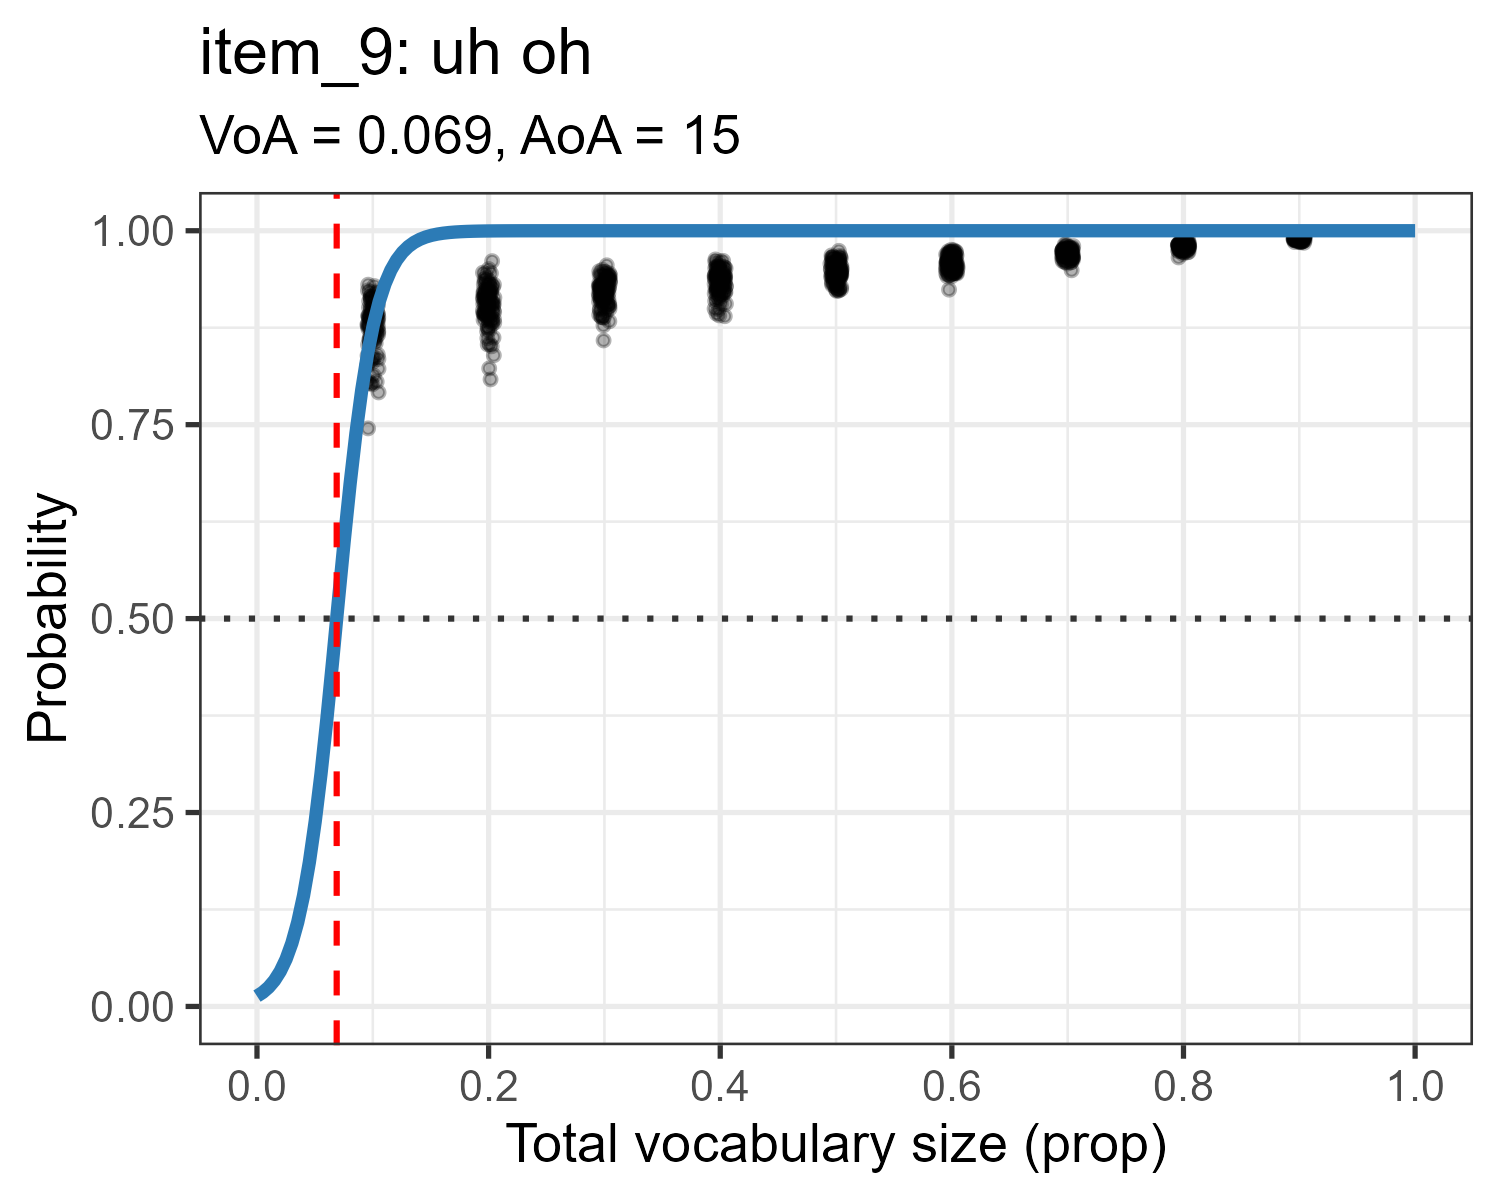 item_9: uh oh
VoA = 0.069, AoA = 15
1.00
0.75
0.50
0.25
0.00
Probability
0.0 0.2 0.4 0.6 0.8 1.0
Total vocabulary size (prop)